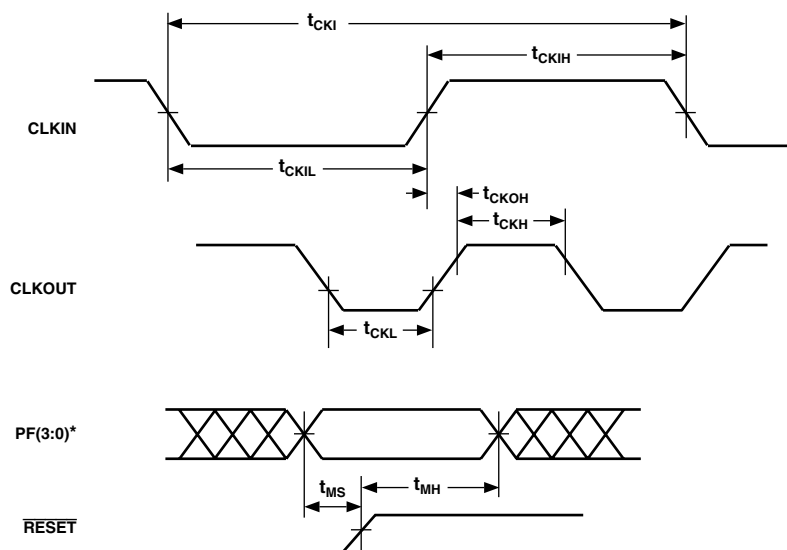 tCKI
tCKIH
CLKIN
tCKIL
tCKOH
tCKH
CLKOUT
tCKL
PF(3:0)*
tMS
tMH
RESET